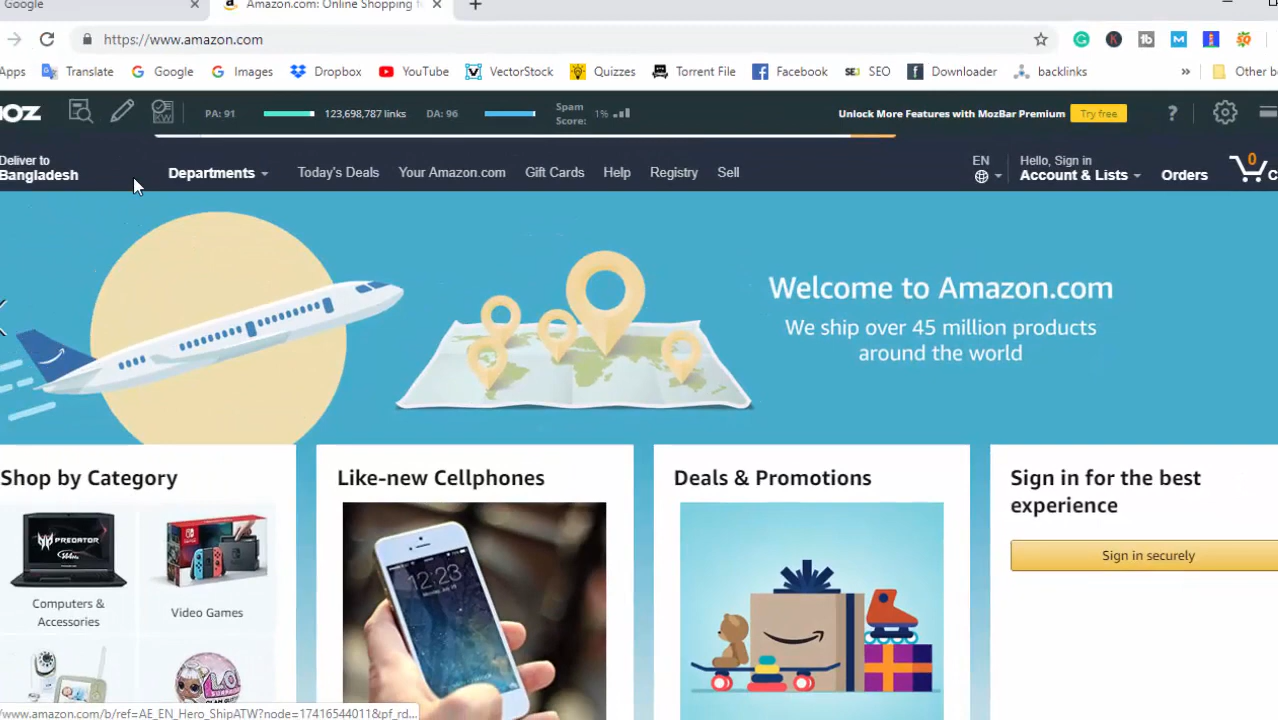 Google
Amazon.com: Online Shopping f
https://www.amazon.com
Apps Translate Google Images Dropbox YouTube VectorStock Quizzes Torrent File Facebook SEO Downloader backlinks » Other b
MOZ PA: 91 123,698,787 links DA: 96 Spam Score: 1% Unlock More Features with MozBar Premium Try free ?
Deliver to
Bangladesh
Departments Today's Deals Your Amazon.com Gift Cards Help Registry Sell
EN
Hello, Sign in
Account & Lists
Orders
0
C
Welcome to Amazon.com
We ship over 45 million products
around the world
Shop by Category
Computers &
Accessories
Video Games
Like-new Cellphones
12:23
Deals & Promotions
Sign in for the best
experience
Sign in securely
PREDATOR
/www.amazon.com/b/ref=AE_EN_Hero_ShipATW?node=17416544011&pf_rd...